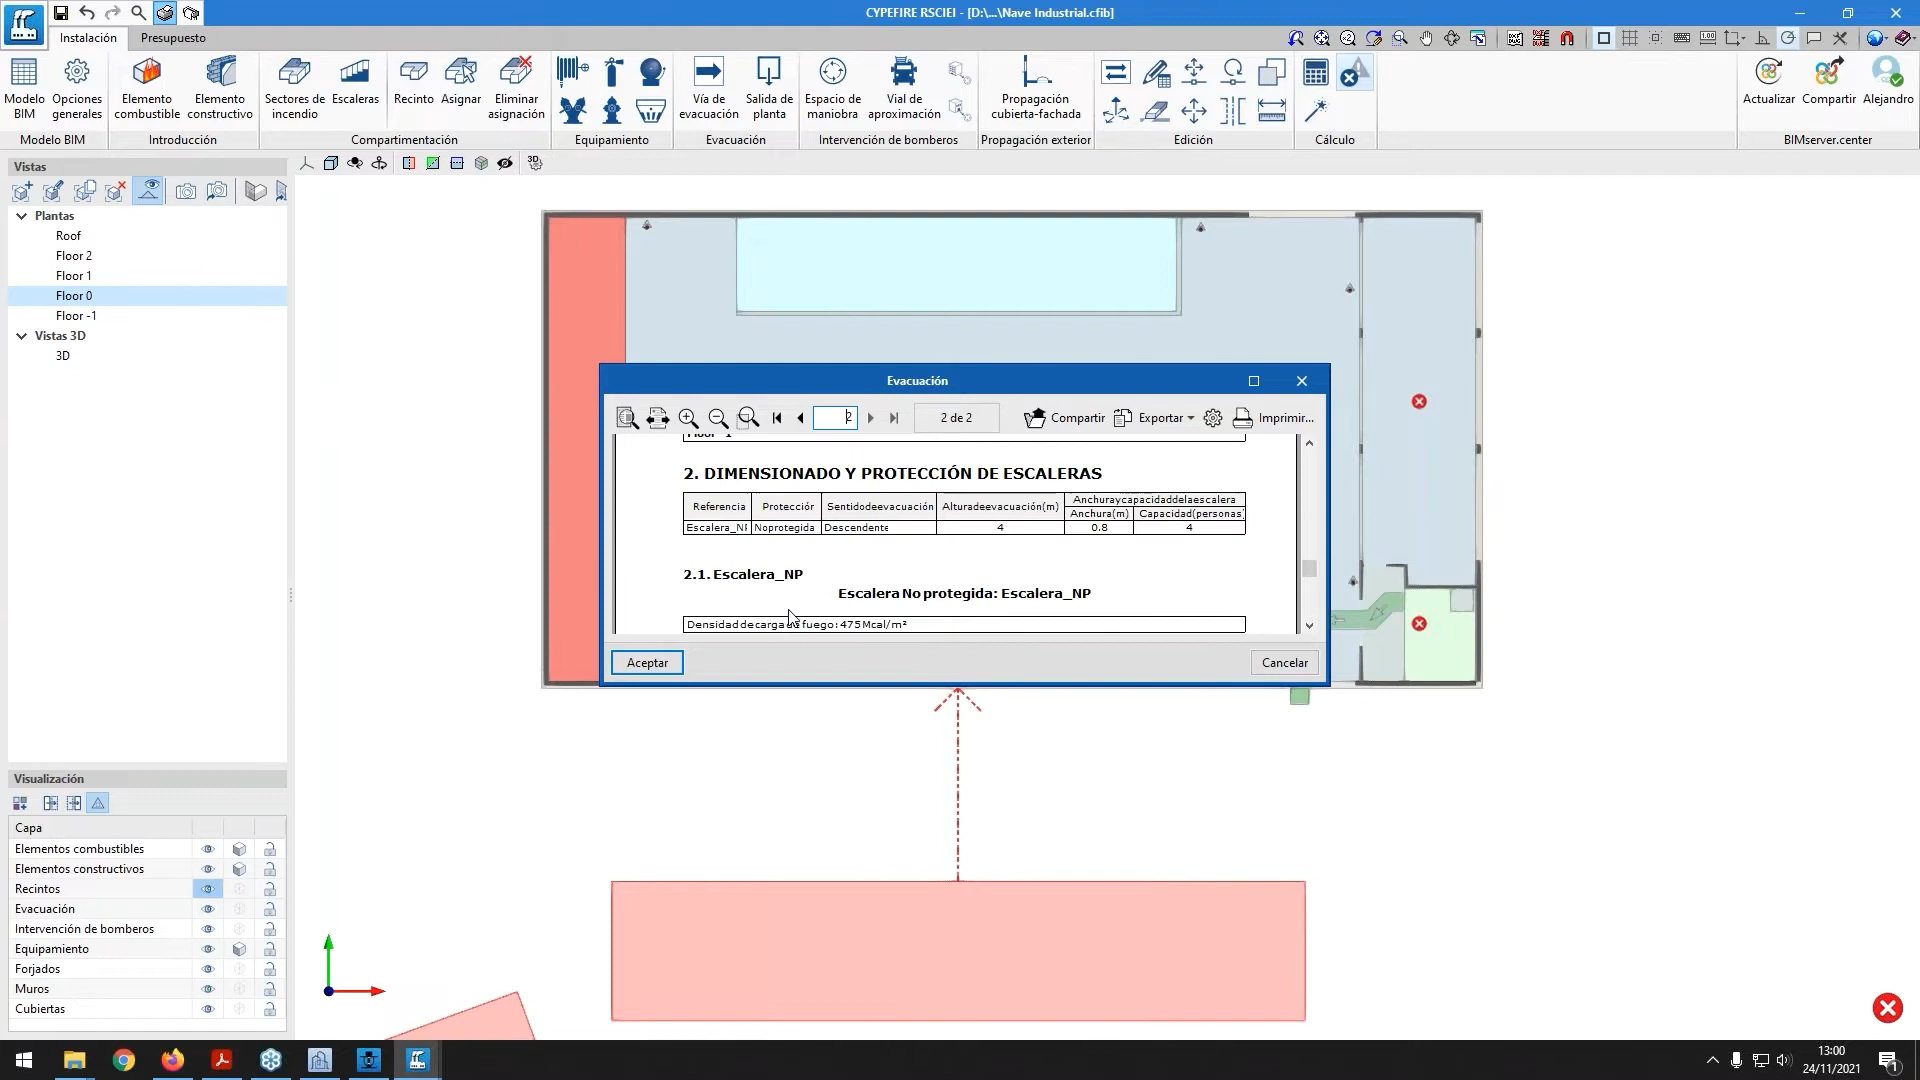 CYPEFIRE RSCIEI - [D:\...\Nave Industrial.cfib]
Instalación
Presupuesto
Modelo BIM
Opciones generales
Elemento combustible
Elemento constructivo
Sectores de incendio
Escaleras
Recinto
Asignar
Eliminar asignación
Vía de evacuación
Salida de planta
Espacio de maniobra
Vial de aproximación
Propagación cubierta-fachada
Actualizar
Compartir
Alejandro
Modelo BIM
Introducción
Compartimentación
Equipamiento
Evacuación
Intervención de bomberos
Propagación exterior
Edición
Cálculo
BIMserver.center
Vistas
Plantas
Roof
Floor 2
Floor 1
Floor 0
Floor -1
Vistas 3D
3D
Evacuación
2
2 de 2
Compartir
Exportar
Imprimir...
2. DIMENSIONADO Y PROTECCIÓN DE ESCALERAS
Referencia
Sentidodeevacuación
Alturadeevacuación(m)
Anchuraycapacidaddelaescalera
Anchura(m)
Capacidad(personas)
Noprotegida
Descendente
4
0.8
4
2.1. Escalera_NP
Escalera No protegida: Escalera_NP
Aceptar
Cancelar
Visualización
Capa
Elementos combustibles
Elementos constructivos
Recintos
Evacuación
Intervención de bomberos
Equipamiento
Forjados
Muros
Cubiertas
13:00
24/11/2021